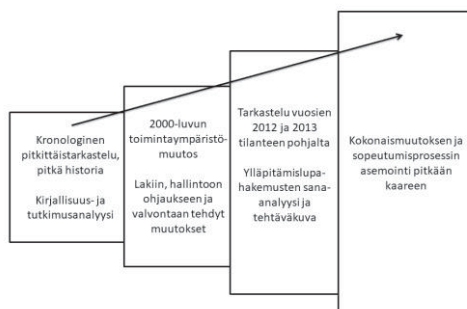 Kronologinen
pitkittäistarkastelu,
pitkä historia
Kirjallisuus- ja
tutkimusanalyysi
2000-luvun
toimintaympäristö-
muutos
Lakiin, hallintoon
ohjaukseen ja
valvontaan tehdyt
muutokset
Tarkastelu vuosien
2012 ja 2013
tilanteen pohjalta
Ylläpitämislupa-
hakemusten sana-
analyysi ja
tehtäväkuva
Kokonaismuutoksen ja
sopeutumisprosessin
asemointi pitkään
kaareen